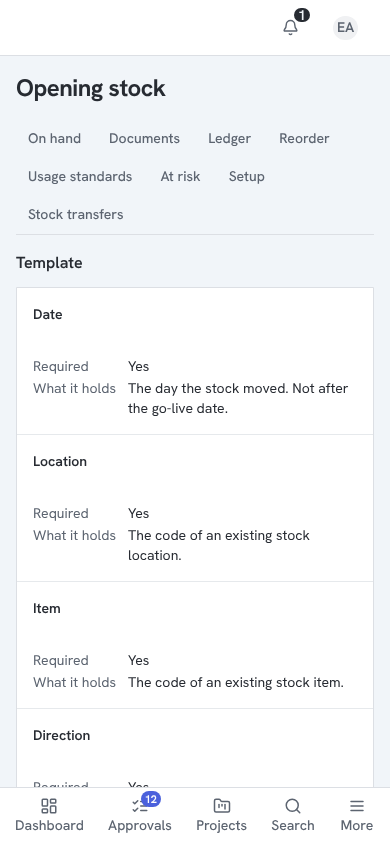 1
EA
Opening stock
On hand Documents Ledger Reorder
Usage standards At risk Setup
Stock transfers
Template
Date
Required Yes
What it holds The day the stock moved. Not after
the go-live date.
Location
Required Yes
What it holds The code of an existing stock
location.
Item
Required Yes
What it holds The code of an existing stock item.
Direction
Required Yes
12
Dashboard Approvals Projects Search More